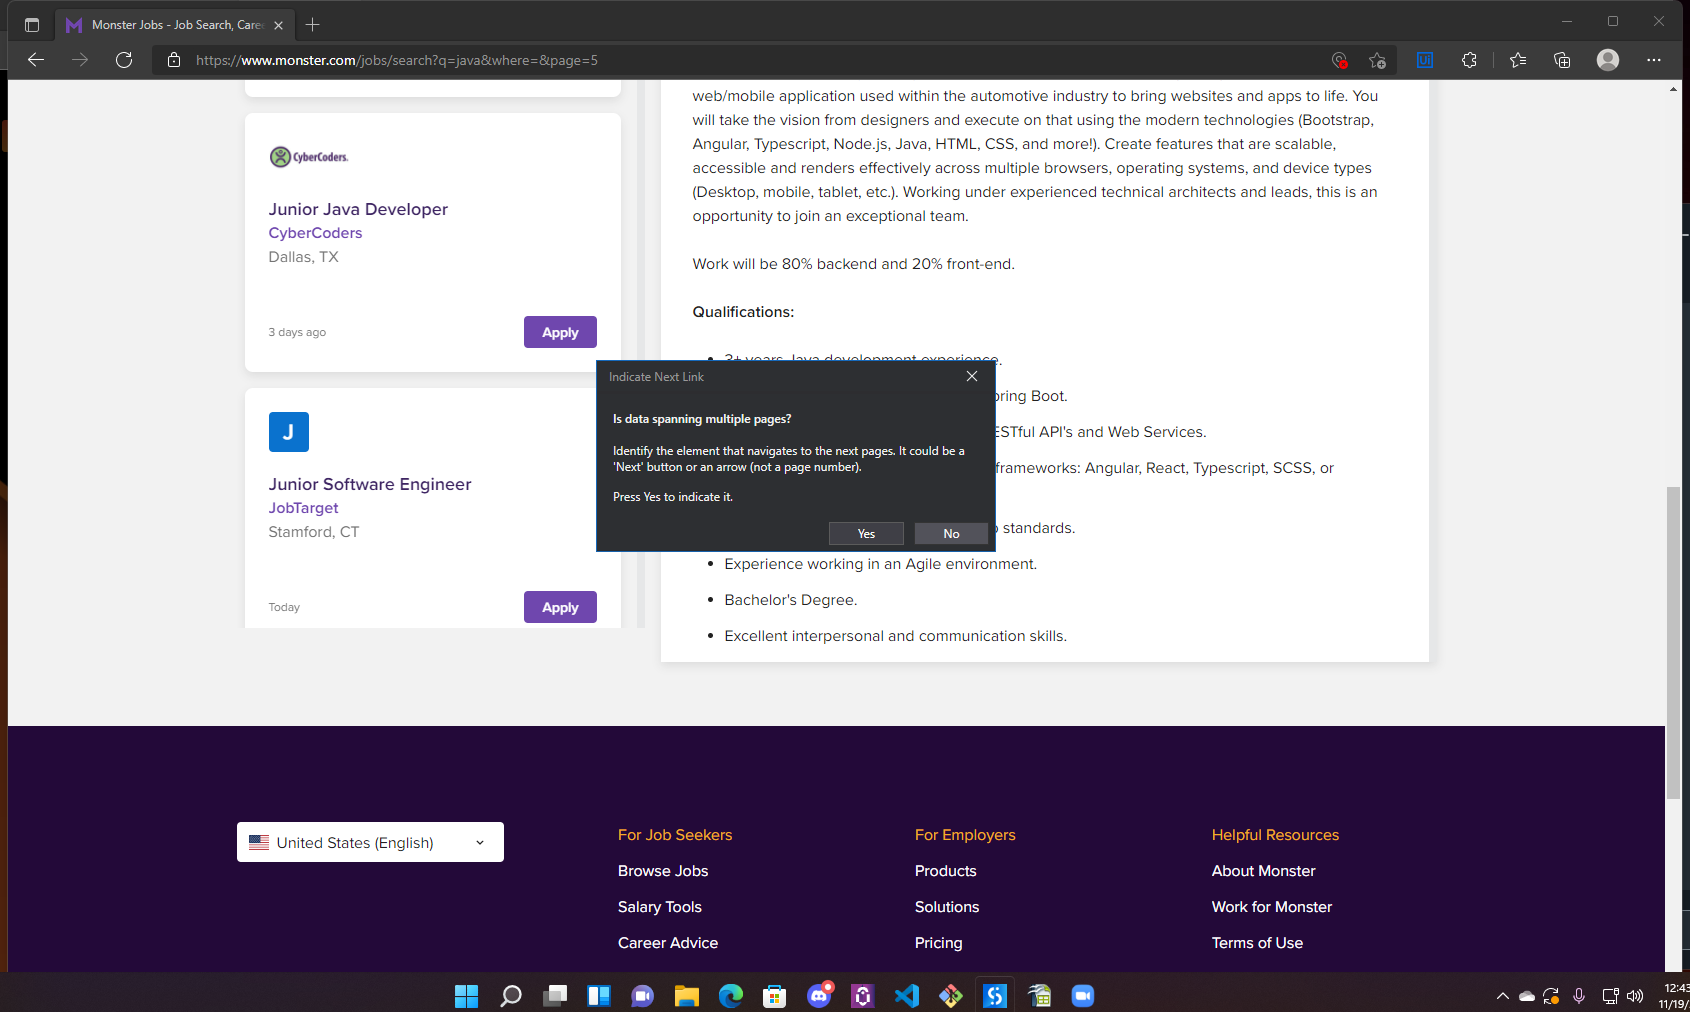 Monster Jobs - Job Search, Caree
https://www.monster.com/jobs/search?q=java&where=&page=5
UI
CyberCoders.
Junior Java Developer
CyberCoders
Dallas, TX
3 days ago
Apply
J
Junior Software Engineer
JobTarget
Stamford, CT
Today
Apply
web/mobile application used within the automotive industry to bring websites and apps to life. You
will take the vision from designers and execute on that using the modern technologies (Bootstrap,
Angular, Typescript, Node.js, Java, HTML, CSS, and more!). Create features that are scalable,
accessible and renders effectively across multiple browsers, operating systems, and device types
(Desktop, mobile, tablet, etc.). Working under experienced technical architects and leads, this is an
opportunity to join an exceptional team.
Work will be 80% backend and 20% front-end.
Qualifications:
• 3+ years Java development experience.
ring Boot.
STful API's and Web Services.
frameworks: Angular, React, Typescript, SCSS, or
standards.
• Experience working in an Agile environment.
• Bachelor's Degree.
• Excellent interpersonal and communication skills.
Indicate Next Link
Is data spanning multiple pages?
Identify the element that navigates to the next pages. It could be a
'Next' button or an arrow (not a page number).
Press Yes to indicate it.
Yes
No
United States (English)
For Job Seekers
Browse Jobs
Salary Tools
Career Advice
For Employers
Products
Solutions
Pricing
Helpful Resources
About Monster
Work for Monster
Terms of Use
12:43
11/19/